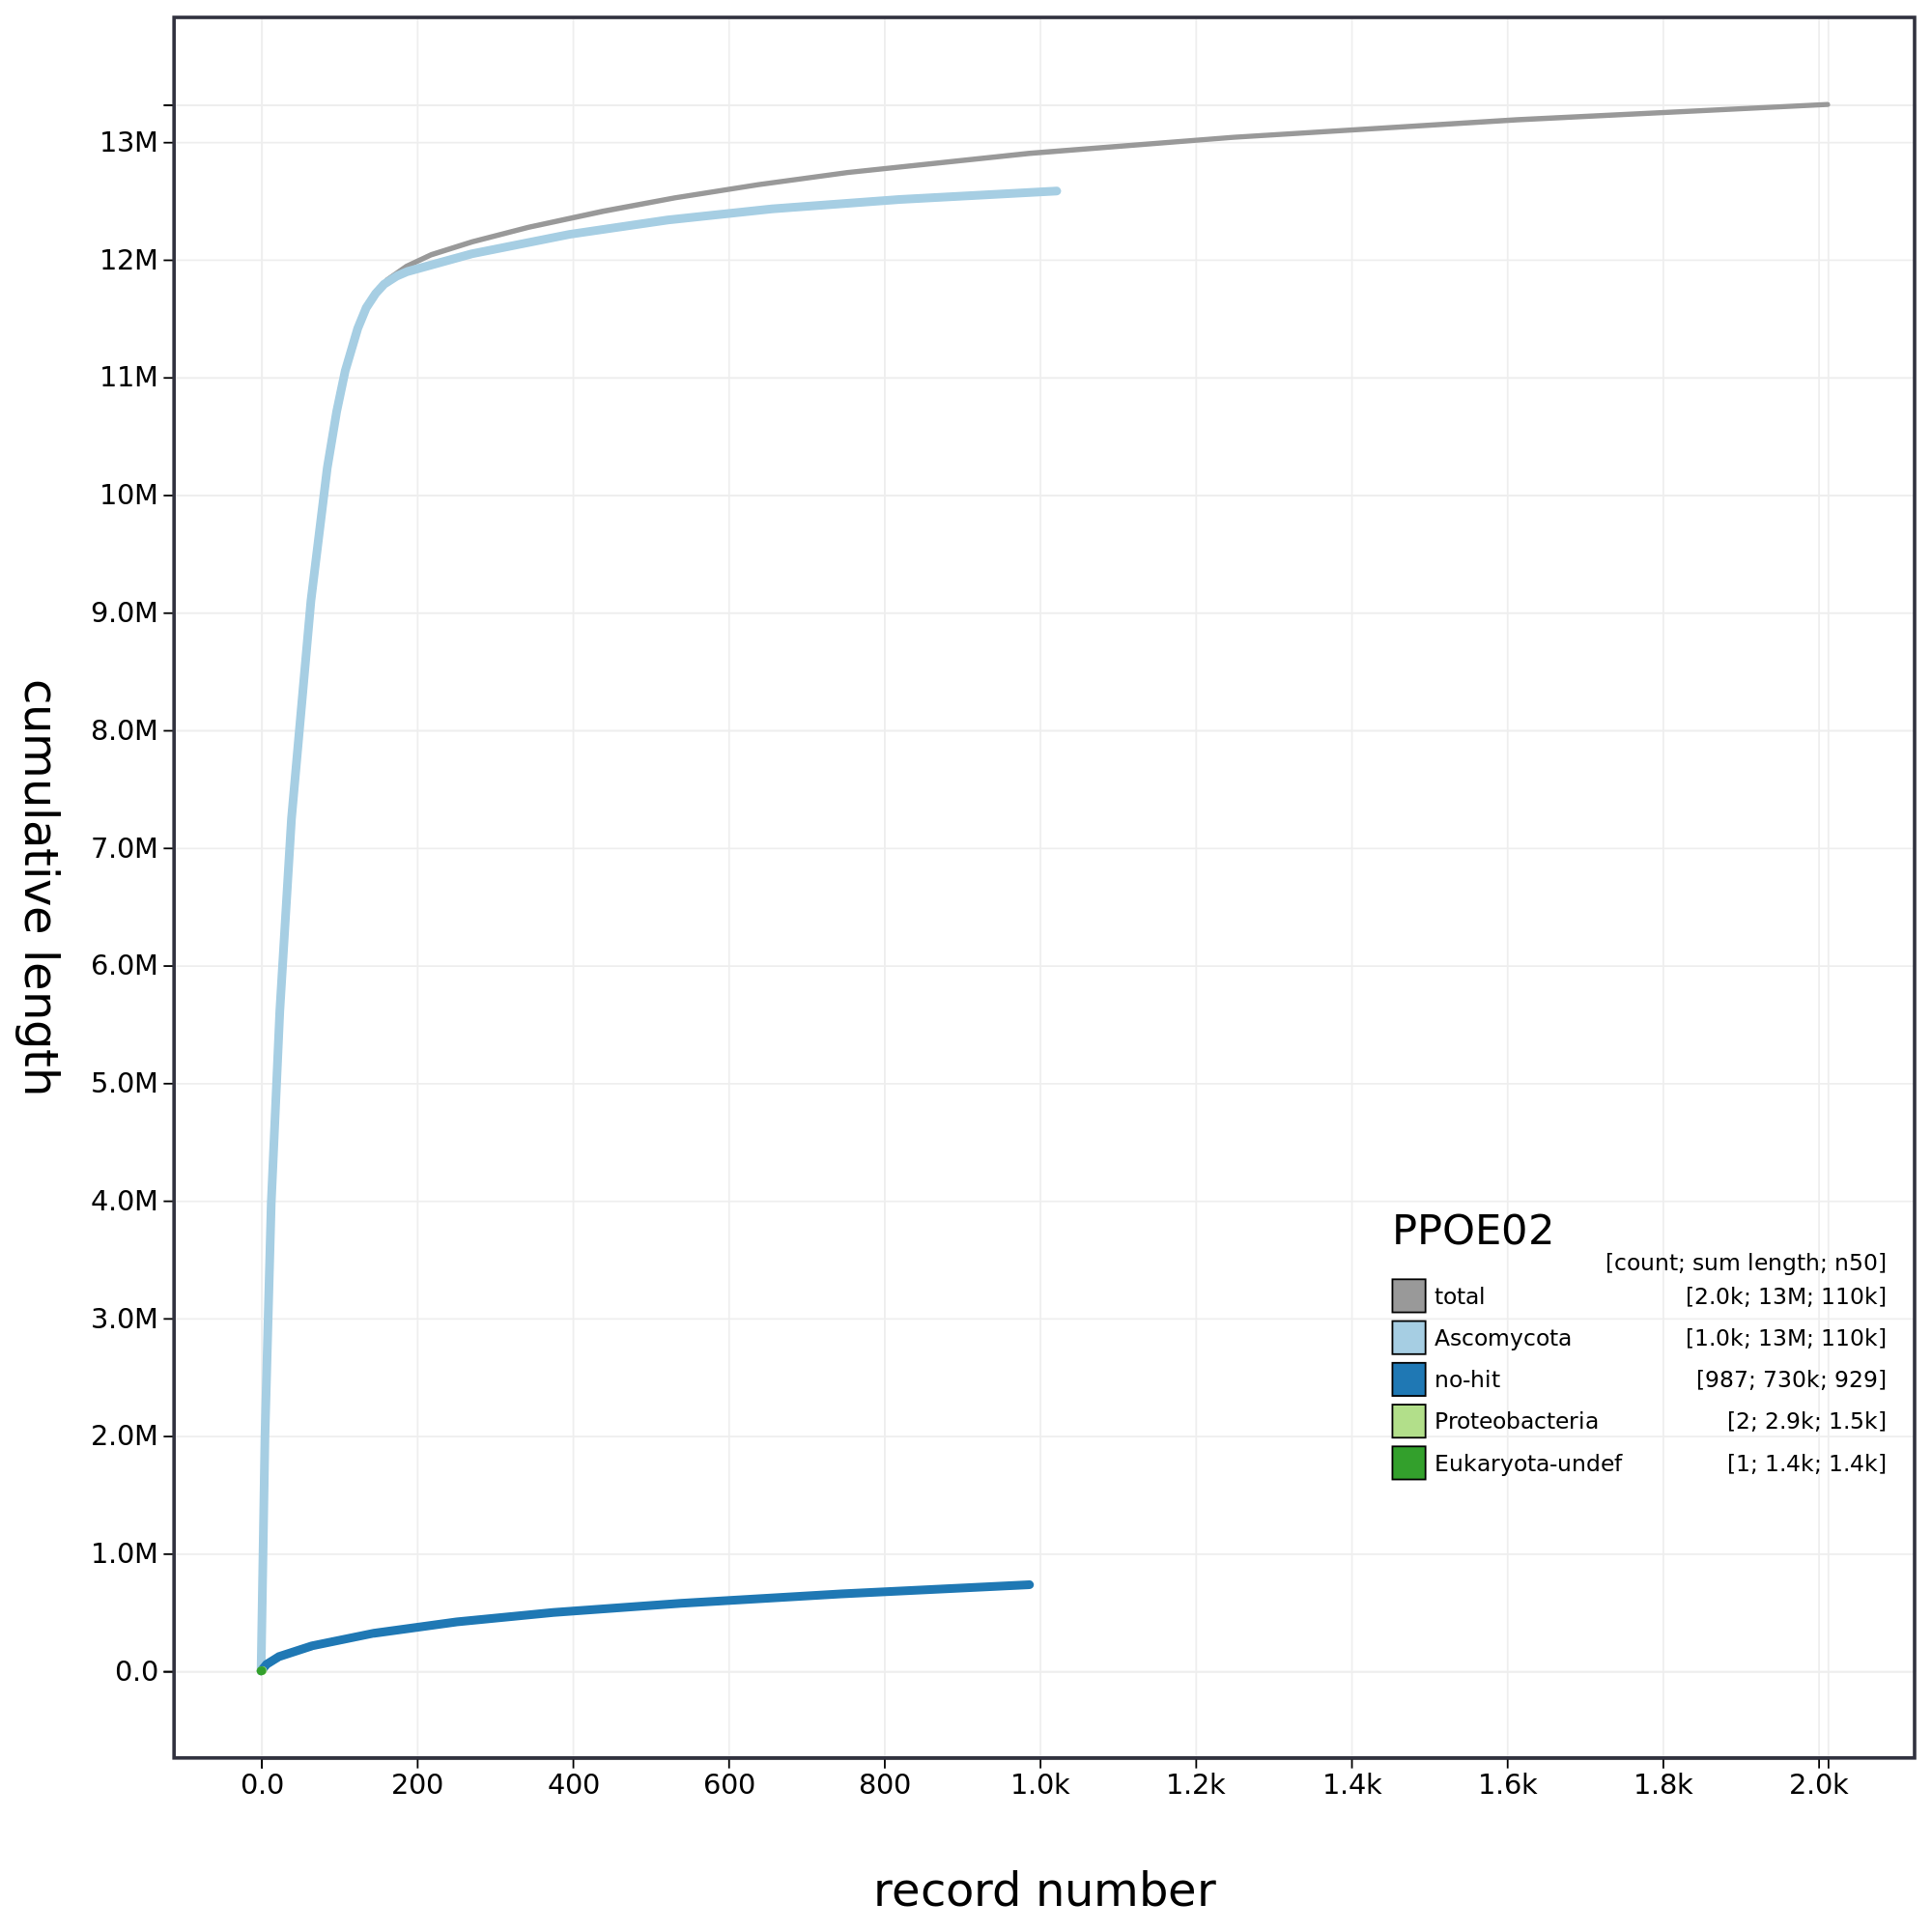 13M
12M
11M
10M
9.0M
8.0M
7.0M
6.0M
5.0M
4.0M
3.0M
2.0M
1.0M
0.0
cumulative length
PPOE02
[count; sum length; n50]
total [2.0k; 13M; 110k]
Ascomycota [1.0k; 13M; 110k]
no-hit [987; 730k; 929]
Proteobacteria [2; 2.9k; 1.5k]
Eukaryota-undef [1; 1.4k; 1.4k]
0.0 200 400 600 800 1.0k 1.2k 1.4k 1.6k 1.8k 2.0k
record number